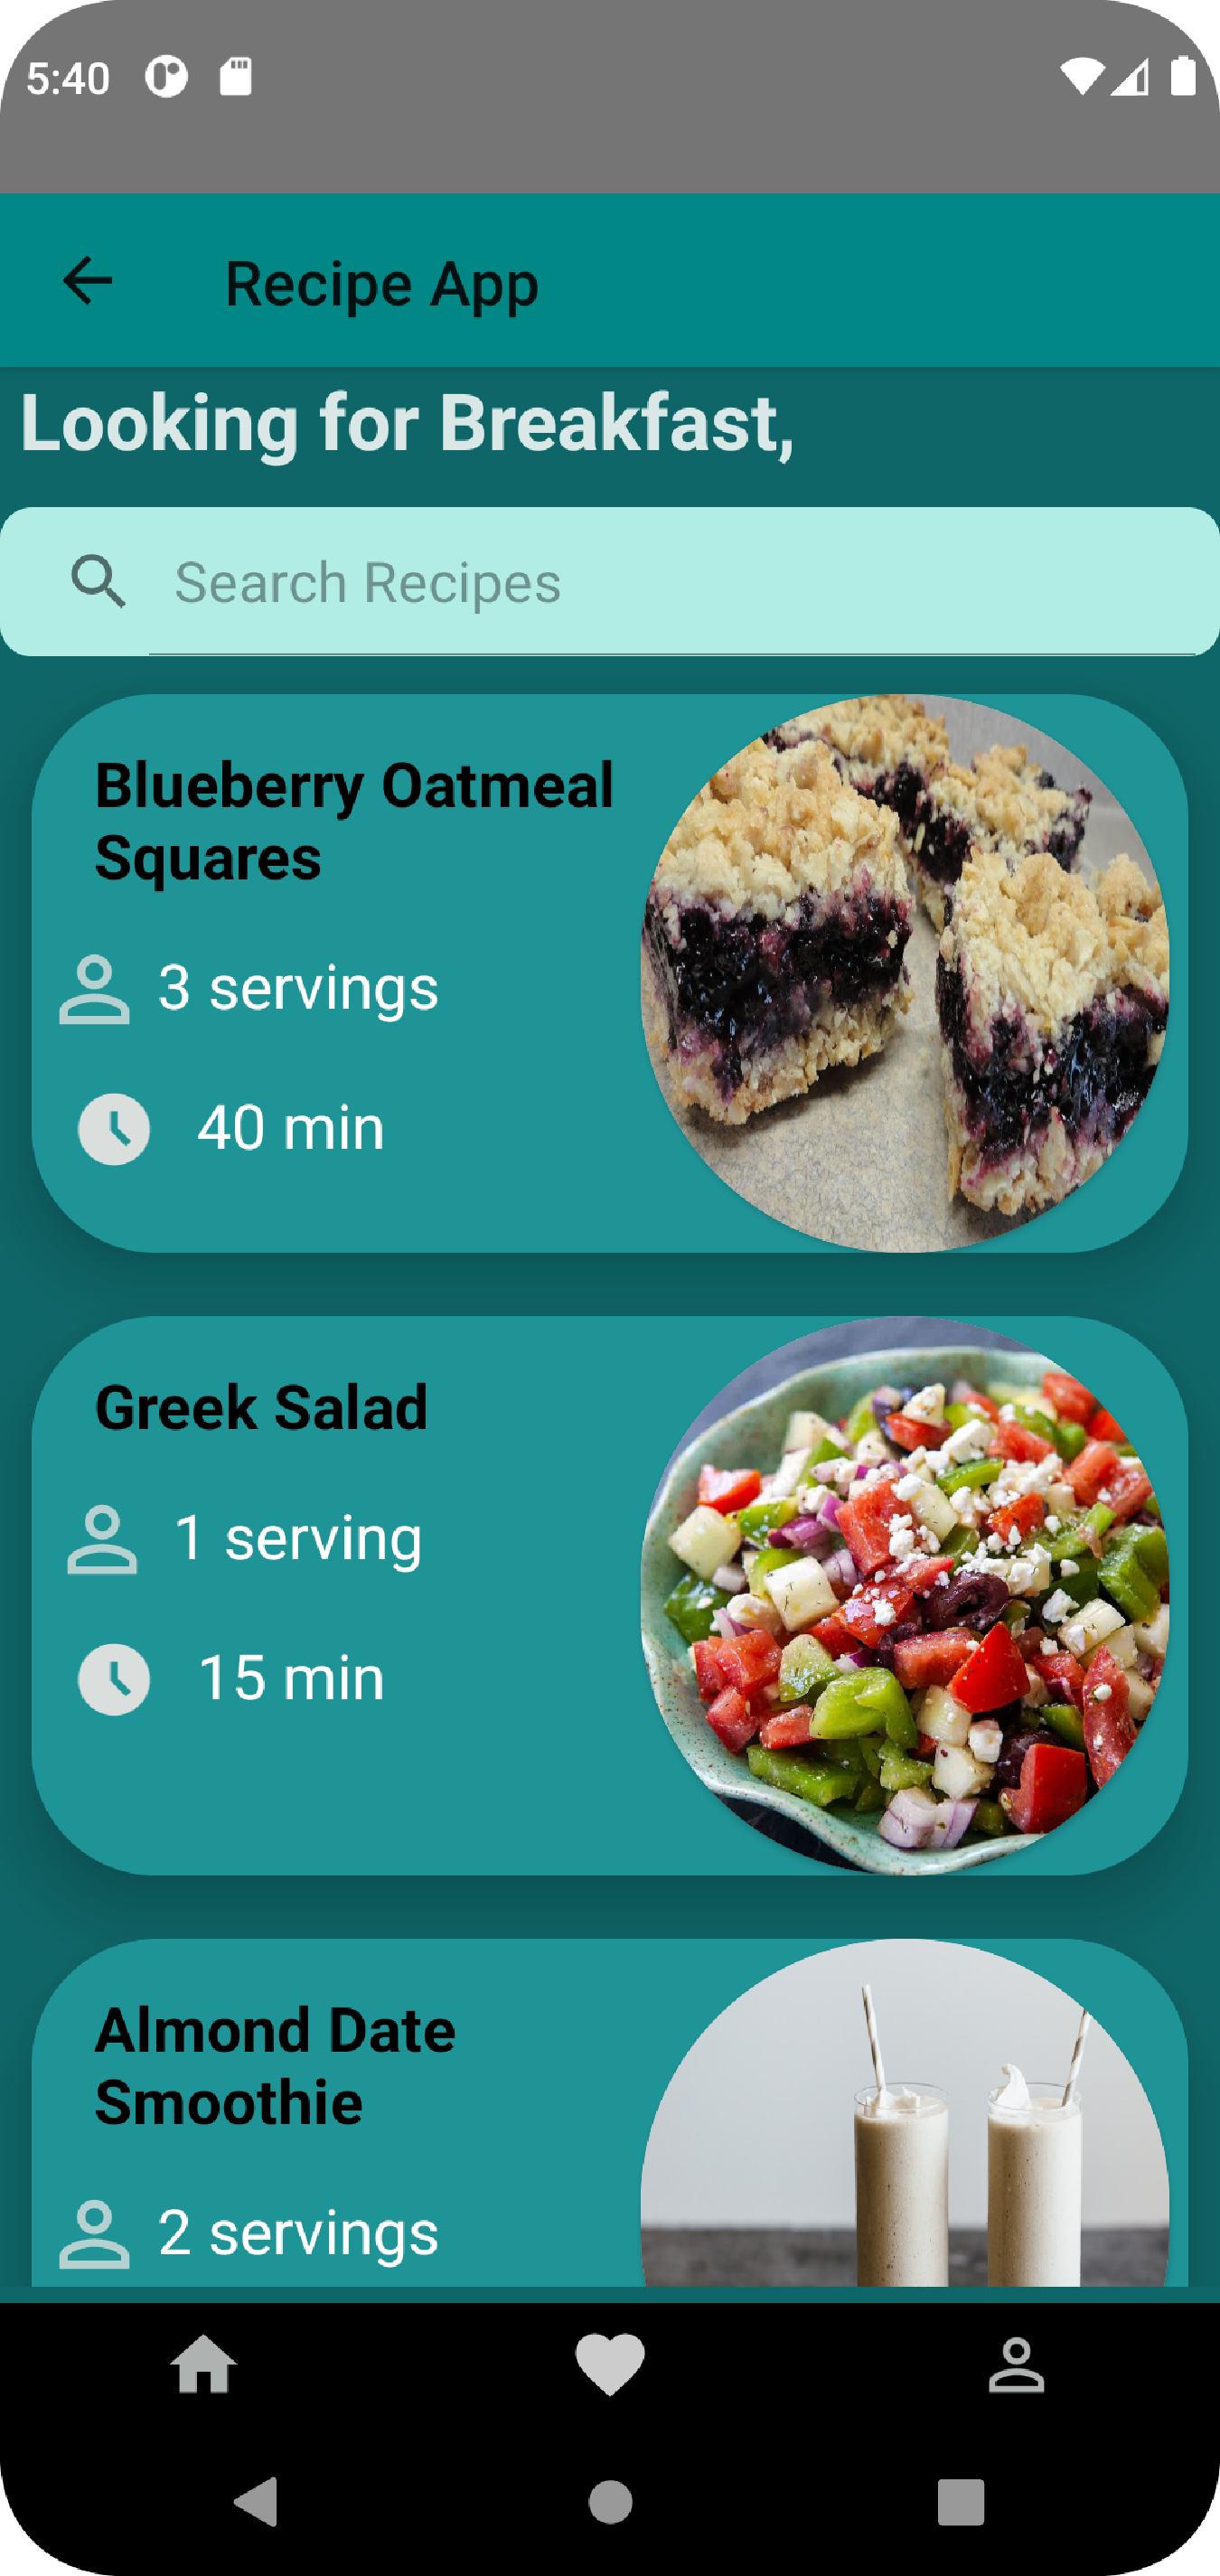 5:40
Recipe App
Looking for Breakfast,
Search Recipes
Blueberry Oatmeal
Squares
3 servings
40 min
Greek Salad
1 serving
15 min
Almond Date
Smoothie
2 servings